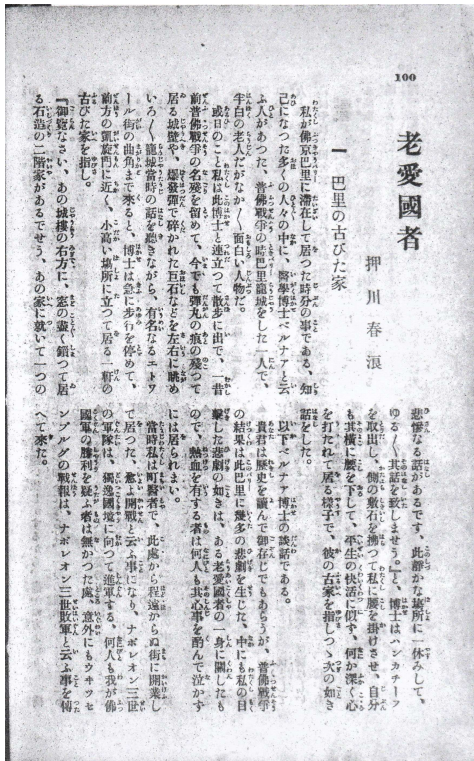 100
老愛國者
押川春浪
一 巴里の古びた家
私が佛京巴里に滯在して居つた時分の事である、知
己になつた多くの人々の中に、醫學博士ベルナアと云
ふ人があつた、普佛戰爭の時巴里籠城をした一人で、
半白の老人だがなか〳〵面白い人物だ。
或日のこと私は此博士と連立つて散歩に出で、一昔
前普佛戰爭の名殘を留めて、今でも彈丸の痕の殘つて
居る城壁や、爆發彈で碎かれた巨石などを左右に眺め
いろ〳〵籠城當時の話を聽きながら、有名なるエトワ
ール街の曲角まで來ると、博士は急に歩行を停めて、
前方の凱旋門に近く、小高い場所に立つて居る一軒の
古びた家を指し。
『御覽なさい、あの城樓の右方に、窓の盡く鎖つて居
る石造の二階家があるでせう、あの家に就いて一つの
悲慘なる話があるです、此靜かな場所に一休みして、
ゆる〳〵其話を致しませう。』と、博士はハンカチーフ
を取出し、側の敷石を拂つて私に腰を掛けさせ、自分
も其横に腰を下して、平生の快活に似ず、何か深く心
を打たれて居る樣子で、彼の古家を指しつゝ次の如き
話をした。
以下ベルナア博士の談話である。
貴君は歴史を讀んで御存じでもあらうが、普佛戰爭
の結果は此巴里に幾多の悲劇を生じた、中にも私の目
撃した悲劇の如きは、ある老愛國者の一身に關したも
ので、熱血を有する者は何人も其心事を酌んで泣かず
には居られまい。
當時私は町醫者で、此處から程遠からぬ街に開業し
て居つた、愈よ開戰と云ふ事になり、ナポレオン三世
の軍隊は、獨逸國境に向つて進軍する、何人も我が佛
國軍の勝利を疑ふ者は無かつた處、意外にもウヰツセ
ンブルグの戰報は、ナポレオン三世敗軍と云ふ事を傳
へて來た。